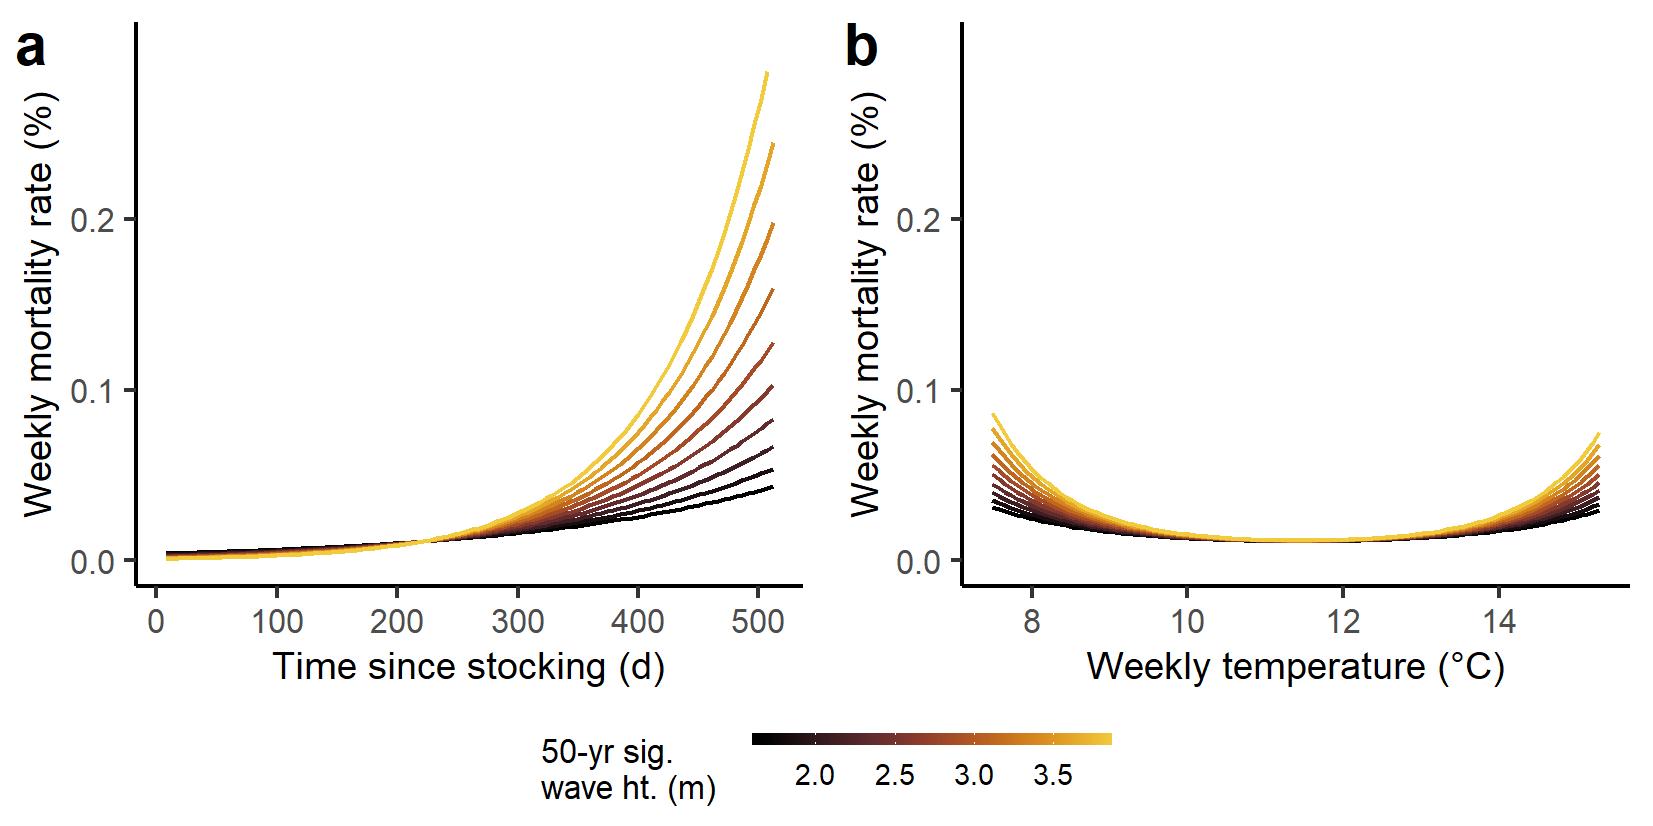 a
Weekly mortality rate (%)
0.2
0.1
0.0
0 100 200 300 400 500
Time since stocking (d)
b
Weekly mortality rate (%)
0.2
0.1
0.0
8 10 12 14
Weekly temperature (°C)
50-yr sig.
wave ht. (m)
2.0 2.5 3.0 3.5